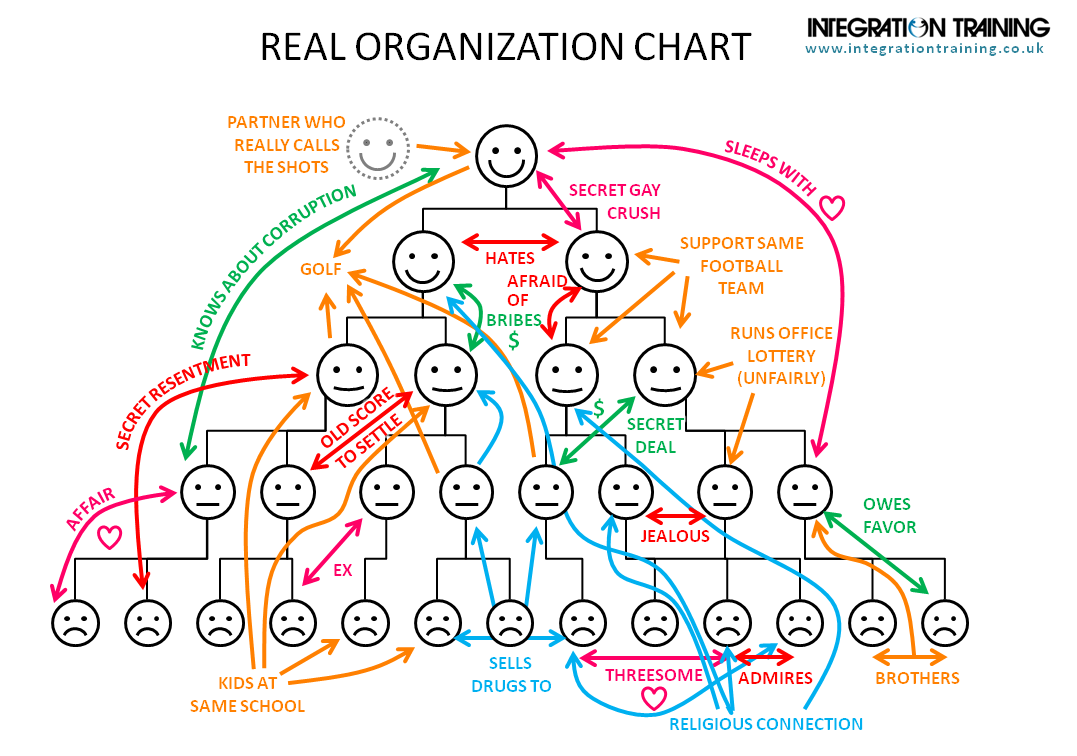 INTEGRATION TRAINING
www.integrationtraining.co.uk
REAL ORGANIZATION CHART
PARTNER WHO
REALLY CALLS
THE SHOTS
SLEEPS WITH
SECRET GAY
CRUSH
KNOWS ABOUT CORRUPTION
GOLF
HATES
SUPPORT SAME
FOOTBALL
TEAM
AFRAID
OF
BRIBES
$
RUNS OFFICE
LOTTERY
(UNFAIRLY)
SECRET RESENTMENT
OLD SCORE
TO SETTLE
$
SECRET
DEAL
AFFAIR
OWES
FAVOR
JEALOUS
EX
KIDS AT
SAME SCHOOL
SELLS
DRUGS TO
THREESOME
ADMIRES
BROTHERS
RELIGIOUS CONNECTION